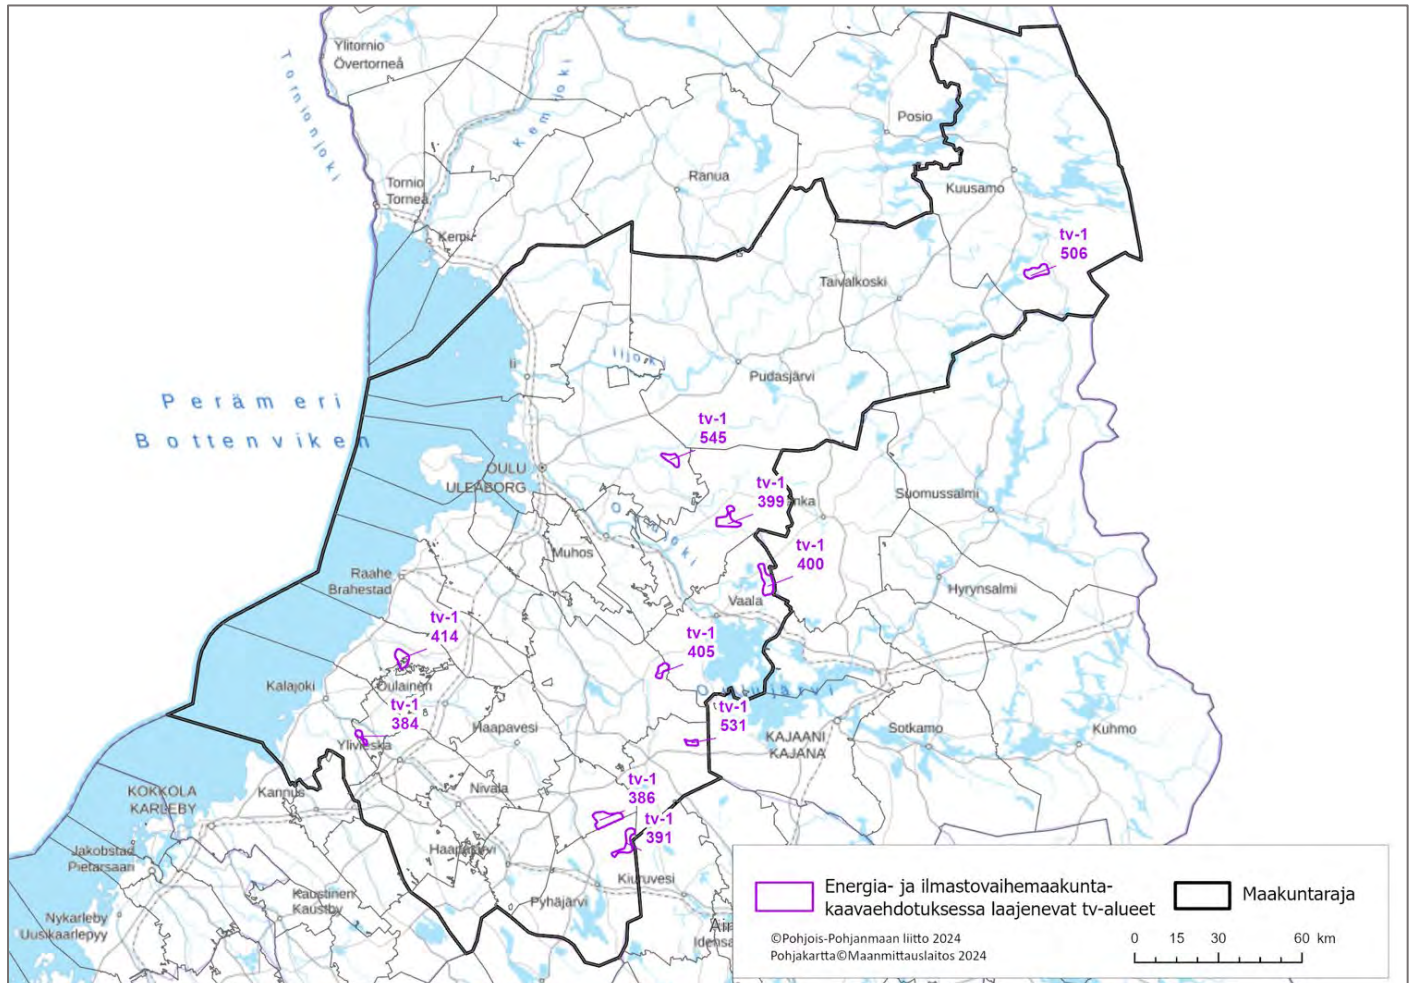 Ylitornio
Övertorneå
Tornionjoki
Kemijoki
Posio
Ranua
Kuusamo
Tornio
Torneå
Kemi
tv-1
506
Taivalkoski
Ii
Iijoki
Pudasjärvi
Perämeri
Bottenviken
tv-1
545
OULU
ULEÅBORG
tv-1
399
Suomussalmi
Muhos
tv-1
400
Raahe
Brahestad
Hyrynsalmi
Vaala
tv-1
414
tv-1
405
Kalajoki
Oulainen
Oulujärvi
tv-1
384
tv-1
531
Haapavesi
Ylivieska
KAJAANI
KAJANA
Sotkamo
Kuhmo
KOKKOLA
KARLEBY
Kannus
Nivala
tv-1
386
tv-1
391
Jakobstad
Pietarsaari
Haapajärvi
Kiuruvesi
Kaustinen
Kaustby
Pyhäjärvi
Nykarleby
Uusikaarlepyy
Energia- ja ilmastovaihemaakunta-
kaavaehdotuksessa laajenevat tv-alueet
Maakuntaraja
©Pohjois-Pohjanmaan liitto 2024
Pohjakartta©Maanmittauslaitos 2024
0 15 30 60 km